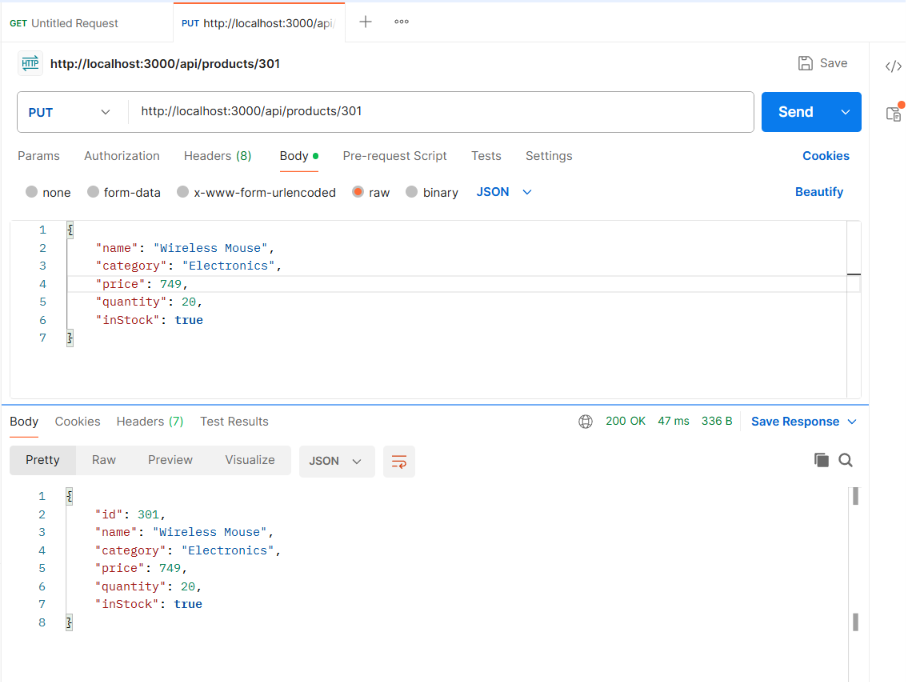 GET Untitled Request PUT http://localhost:3000/api/
HTTP http://localhost:3000/api/products/301 Save
PUT http://localhost:3000/api/products/301 Send
Params Authorization Headers (8) Body Pre-request Script Tests Settings Cookies
none form-data x-www-form-urlencoded raw binary JSON Beautify
1 {
2 "name": "Wireless Mouse",
3 "category": "Electronics",
4 "price": 749,
5 "quantity": 20,
6 "inStock": true
7 }
Body Cookies Headers (7) Test Results 200 OK 47 ms 336 B Save Response
Pretty Raw Preview Visualize JSON
1 {
2 "id": 301,
3 "name": "Wireless Mouse",
4 "category": "Electronics",
5 "price": 749,
6 "quantity": 20,
7 "inStock": true
8 }